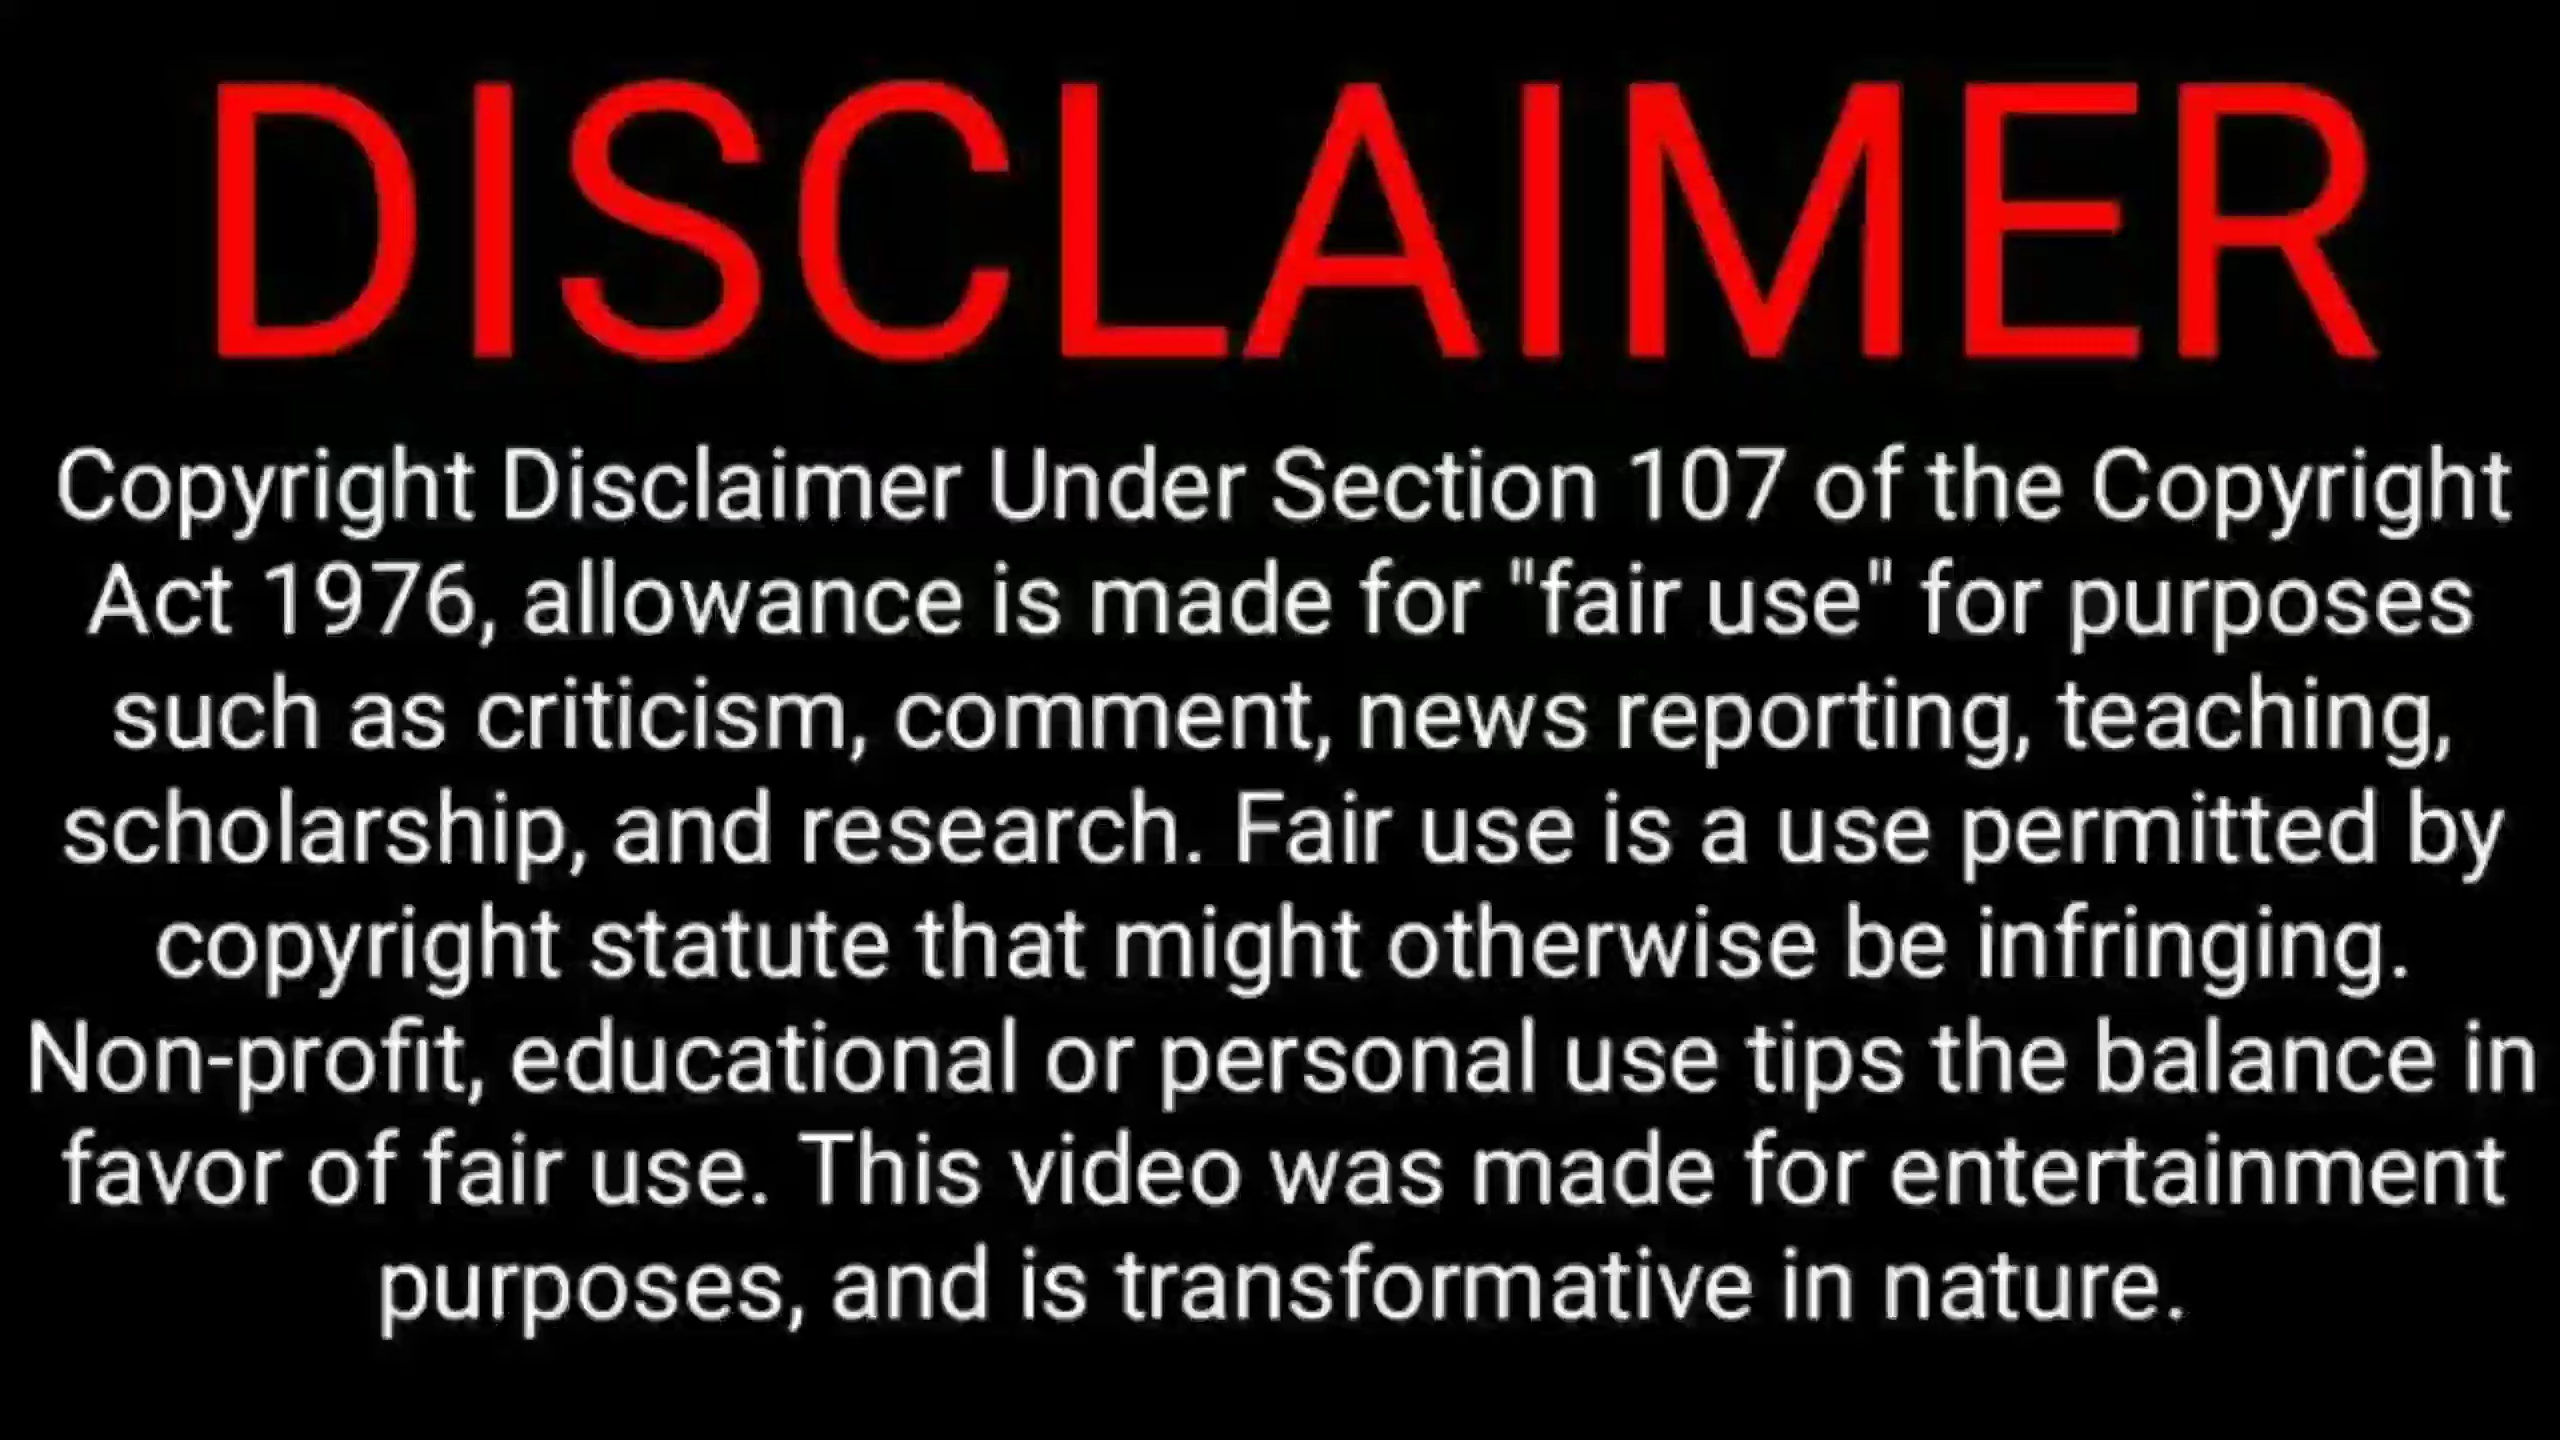 DISCLAIMER
Copyright Disclaimer Under Section 107 of the Copyright
Act 1976, allowance is made for "fair use" for purposes
such as criticism, comment, news reporting, teaching,
scholarship, and research. Fair use is a use permitted by
copyright statute that might otherwise be infringing.
Non-profit, educational or personal use tips the balance in
favor of fair use. This video was made for entertainment
purposes, and is transformative in nature.